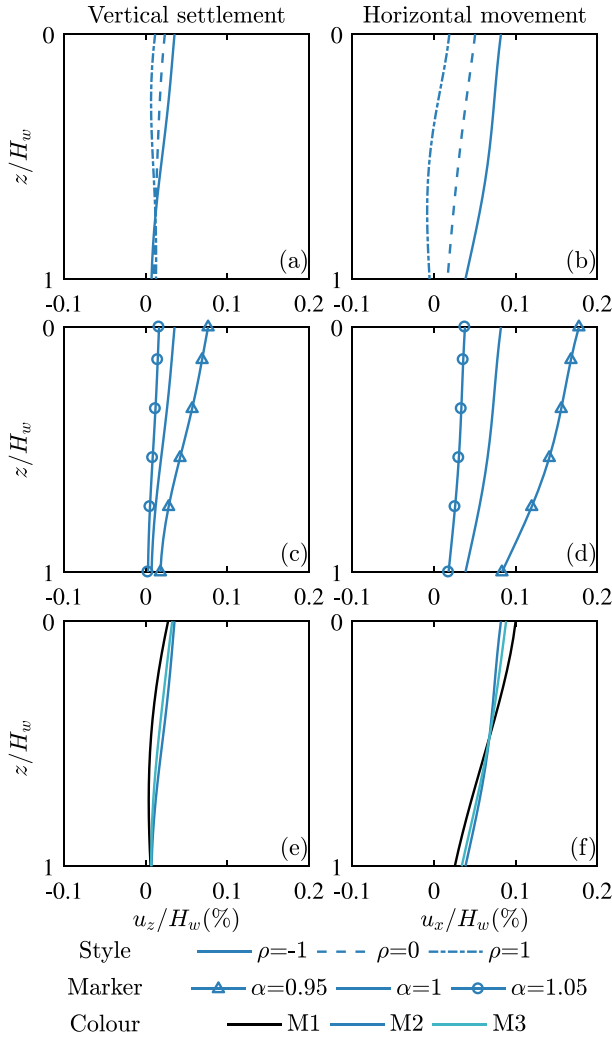 Vertical settlement Horizontal movement
0 0
z/H_w
(a) (b)
1 1
-0.1 0 0.1 0.2 -0.1 0 0.1 0.2
0 0
z/H_w
(c) (d)
1 1
-0.1 0 0.1 0.2 -0.1 0 0.1 0.2
0 0
z/H_w
(e) (f)
1 1
-0.1 0 0.1 0.2 -0.1 0 0.1 0.2
u_z/H_w(%) u_x/H_w(%)
Style ρ=-1 ρ=0 ρ=1
Marker α=0.95 α=1 α=1.05
Colour M1 M2 M3